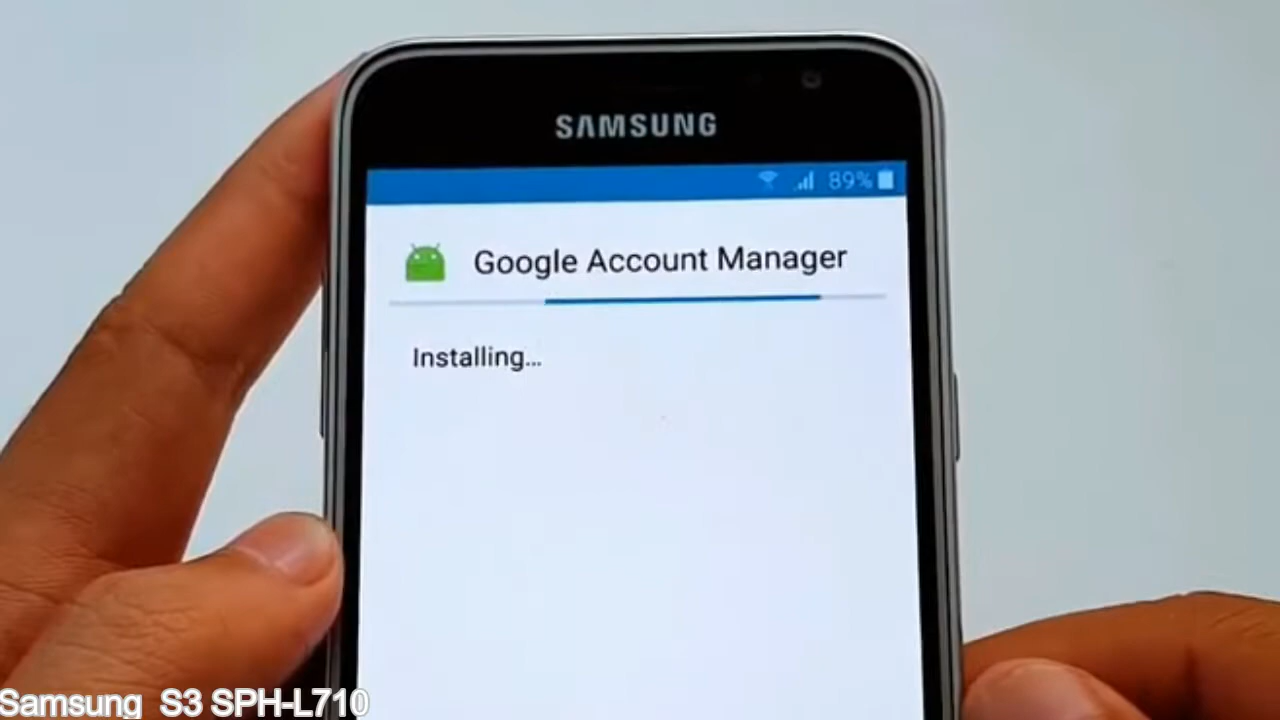 SAMSUNG
89%
Google Account Manager
Installing...
Samsung S3 SPH-L710